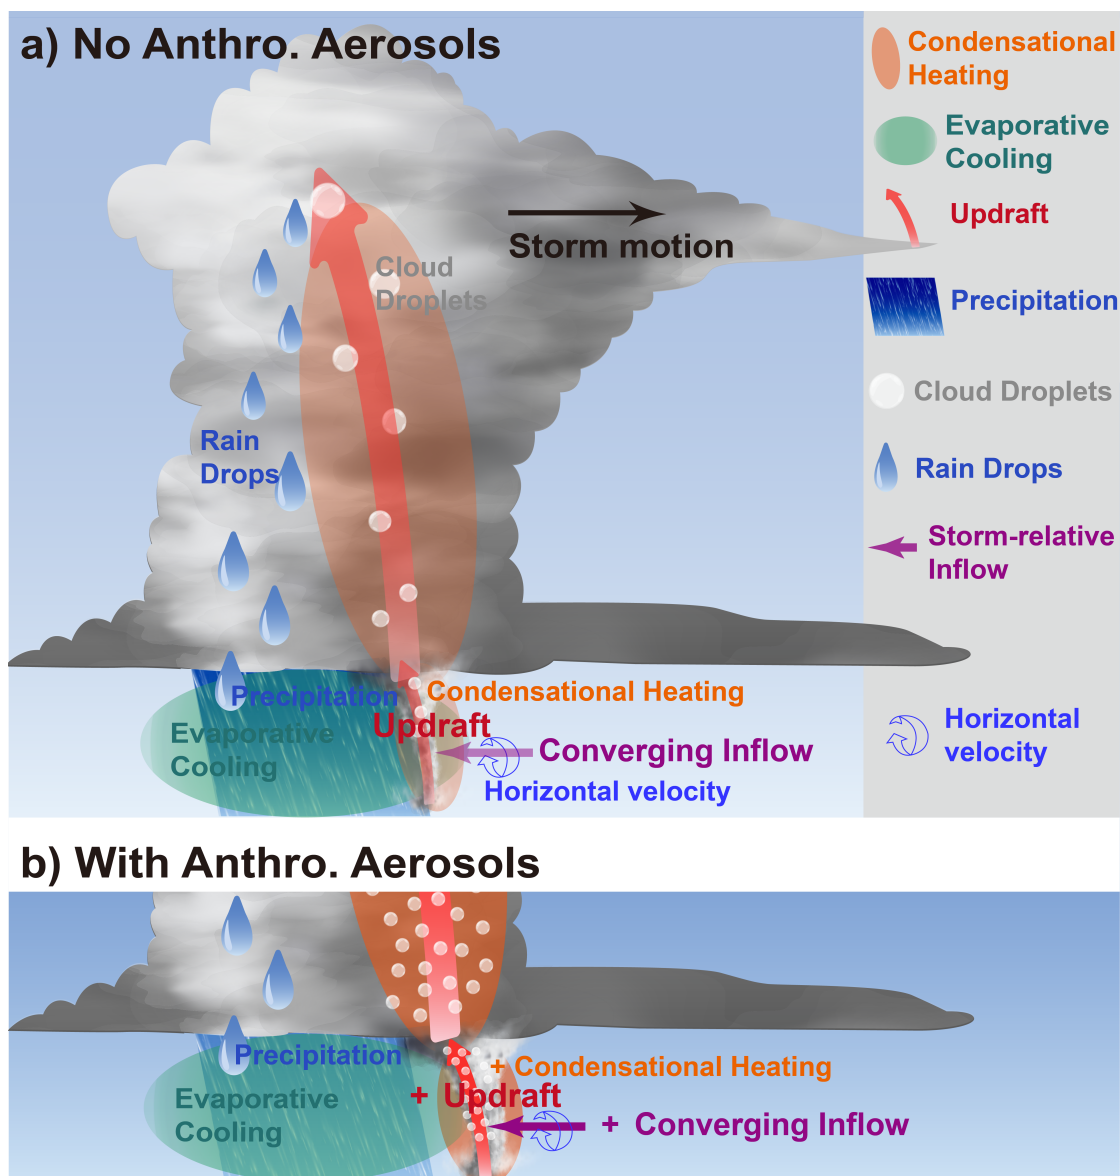 a) No Anthro. Aerosols
Condensational
Heating
Evaporative
Cooling
Updraft
Precipitation
Cloud Droplets
Rain Drops
Storm-relative
Inflow
Horizontal
velocity
Storm motion
Cloud
Droplets
Rain
Drops
Precipitation
Condensational Heating
Updraft
Evaporative
Cooling
Converging Inflow
Horizontal velocity
b) With Anthro. Aerosols
Precipitation
+ Condensational Heating
+ Updraft
Evaporative
Cooling
+ Converging Inflow